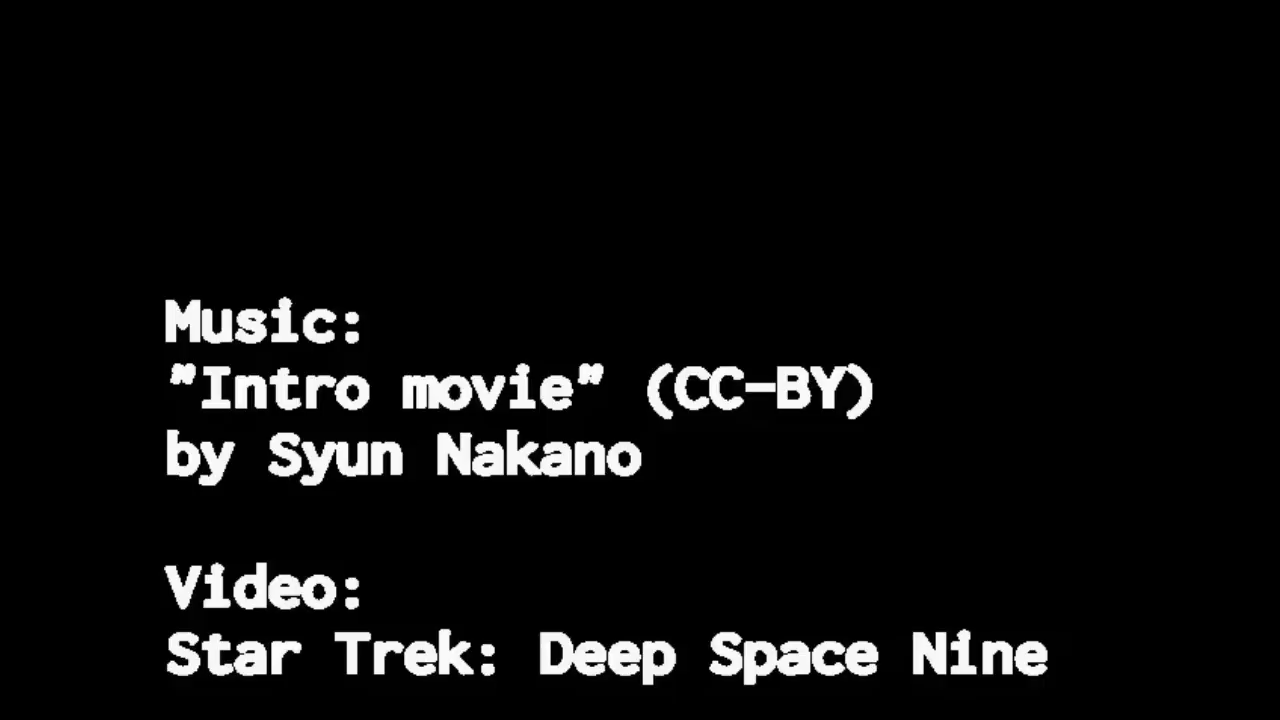 Music:
"Intro movie" (CC-BY)
by Syun Nakano
Video:
Star Trek: Deep Space Nine